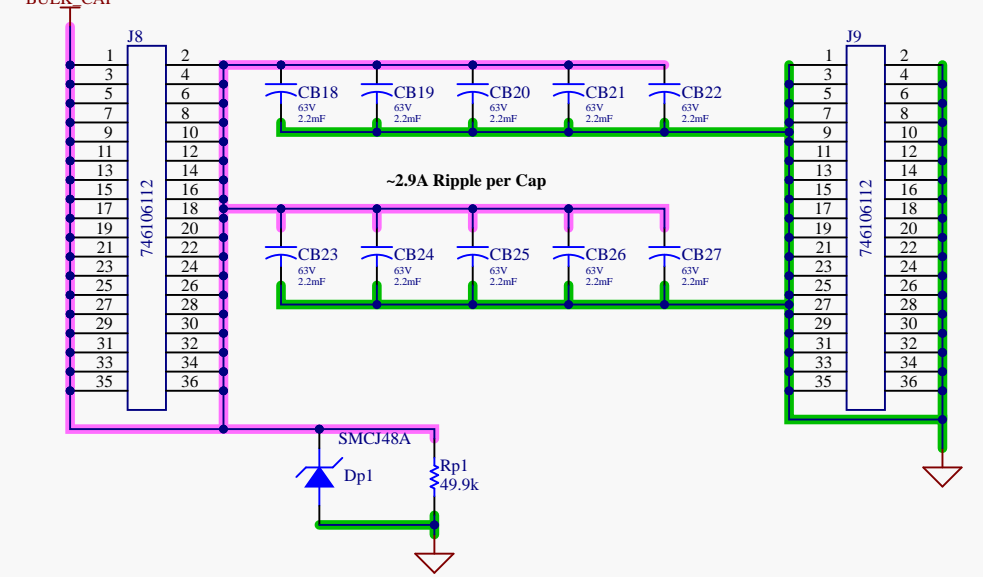 BULK_CAP
J8
J9
1 2
3 4
5 6
7 8
9 10
11 12
13 14
15 16
17 18
19 20
21 22
23 24
25 26
27 28
29 30
31 32
33 34
35 36
746106112
CB18 CB19 CB20 CB21 CB22
63V 63V 63V 63V 63V
2.2mF 2.2mF 2.2mF 2.2mF 2.2mF
~2.9A Ripple per Cap
CB23 CB24 CB25 CB26 CB27
63V 63V 63V 63V 63V
2.2mF 2.2mF 2.2mF 2.2mF 2.2mF
1 2
3 4
5 6
7 8
9 10
11 12
13 14
15 16
17 18
19 20
21 22
23 24
25 26
27 28
29 30
31 32
33 34
35 36
746106112
SMCJ48A
Dp1
Rp1
49.9k